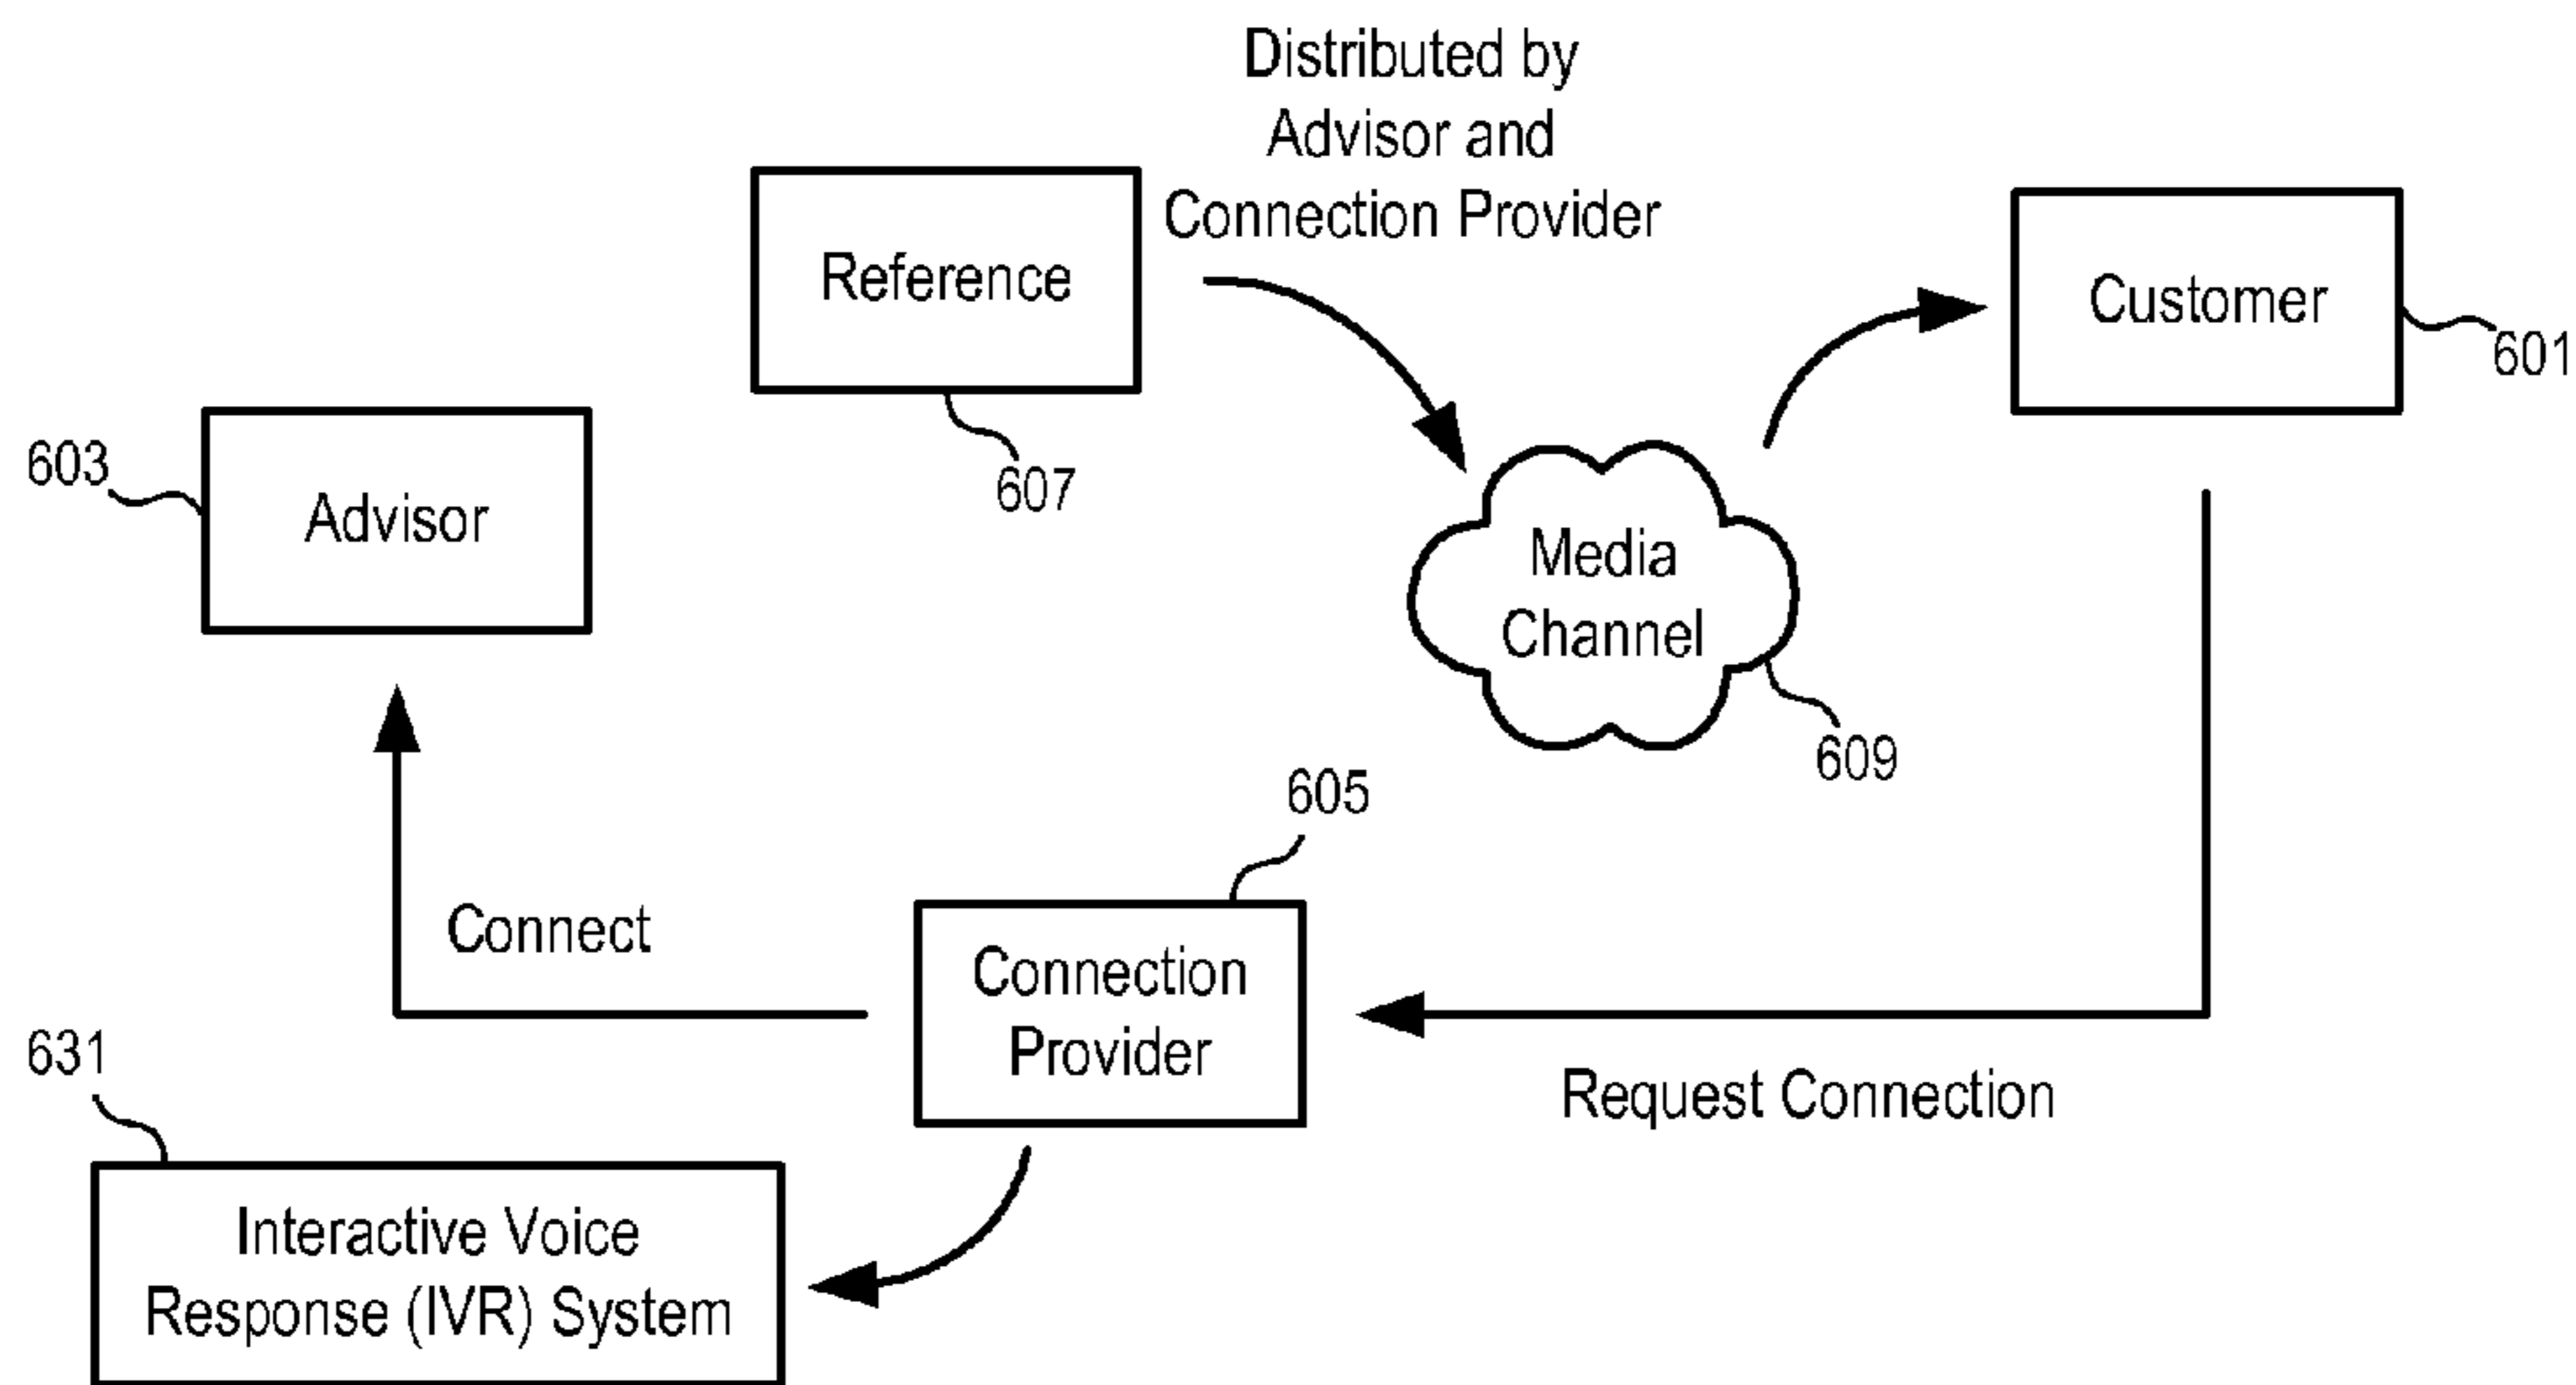 Distributed by
Advisor and
Connection Provider
Reference
607
Customer
601
603
Advisor
Media
Channel
609
605
Connect
Connection
Provider
Request Connection
631
Interactive Voice
Response (IVR) System